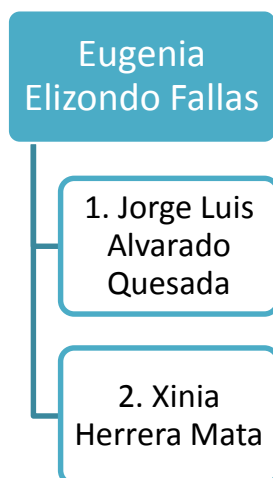 Eugenia
Elizondo Fallas
1. Jorge Luis
Alvarado
Quesada
2. Xinia
Herrera Mata